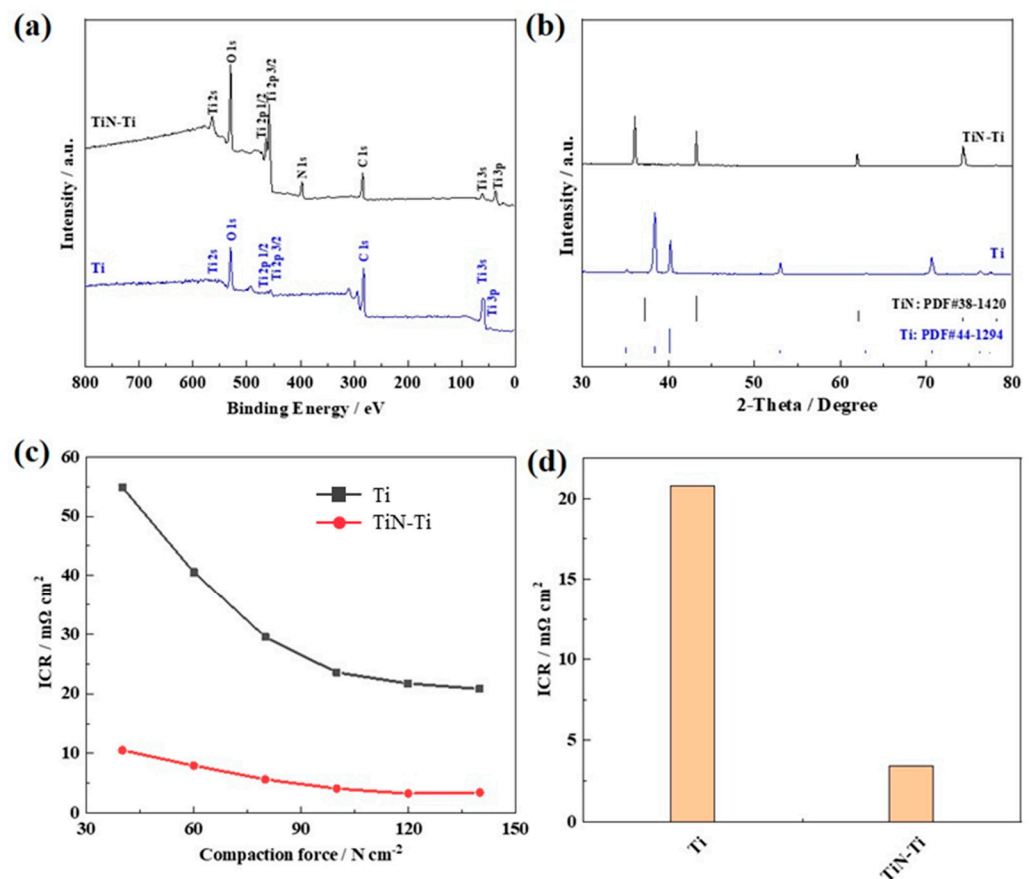 (a)
TiN-Ti
Ti 2s
O 1s
Ti 2p 1/2
Ti 2p 3/2
N 1s
C 1s
Ti 3s
Ti 3p
Ti
Ti 2s
O 1s
Ti 2p 1/2
Ti 2p 3/2
C 1s
Ti 3s
Ti 3p
Intensity / a.u.
800 700 600 500 400 300 200 100 0
Binding Energy / eV
(b)
TiN-Ti
Ti
TiN: PDF#38-1420
Ti: PDF#44-1294
Intensity / a.u.
30 40 50 60 70 80
2-Theta / Degree
(c)
60
50
40
30
20
10
0
Ti
TiN-Ti
ICR / mΩ cm²
30 60 90 120 150
Compaction force / N cm⁻²
(d)
20
15
10
5
0
ICR / mΩ cm²
Ti
TiN-Ti